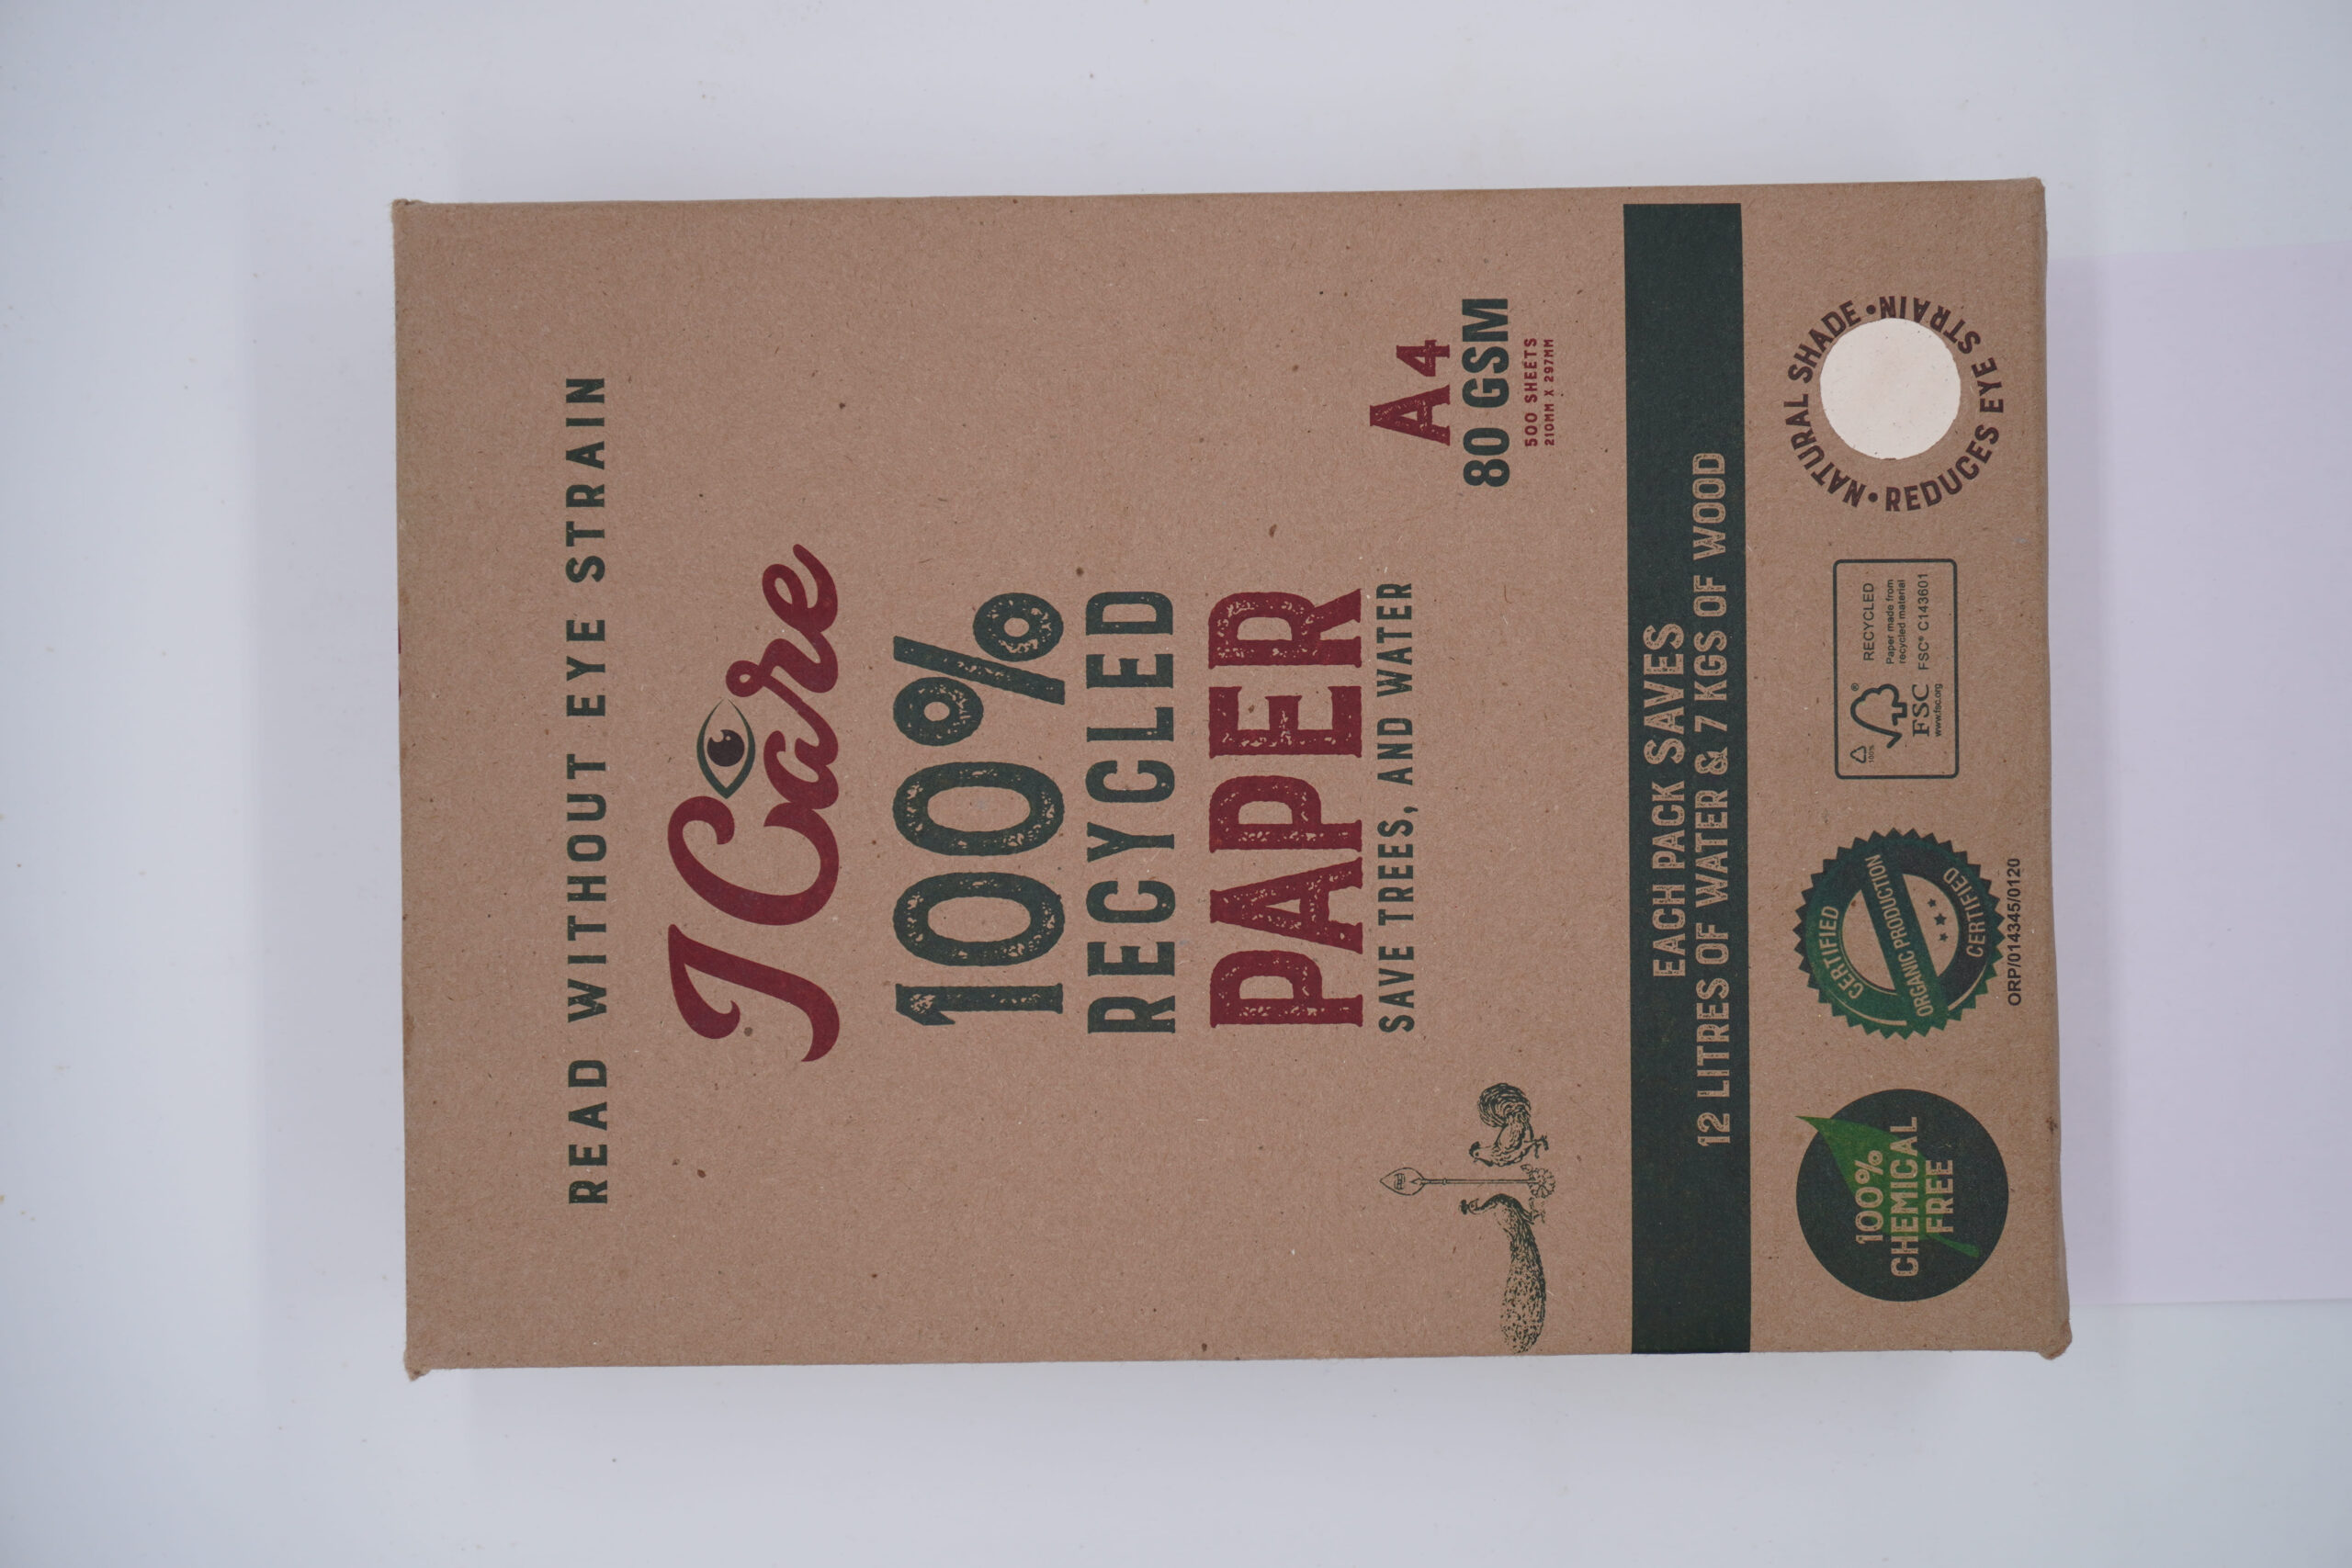 READ WITHOUT EYE STRAIN
I Care
100%
RECYCLED
PAPER
SAVE TREES, AND WATER
A4
80 GSM
500 SHEETS
210MM X 297MM
EACH PACK SAVES
12 LITRES OF WATER & 7 KGS OF WOOD
100%
CHEMICAL
FREE
CERTIFIED
ORGANIC PRODUCTION
CERTIFIED
ORP/014345/0120
100%
®
FSC
www.fsc.org
RECYCLED
Paper made from
recycled material
FSC® C143601
NATURAL SHADE •
REDUCES EYE STRAIN •